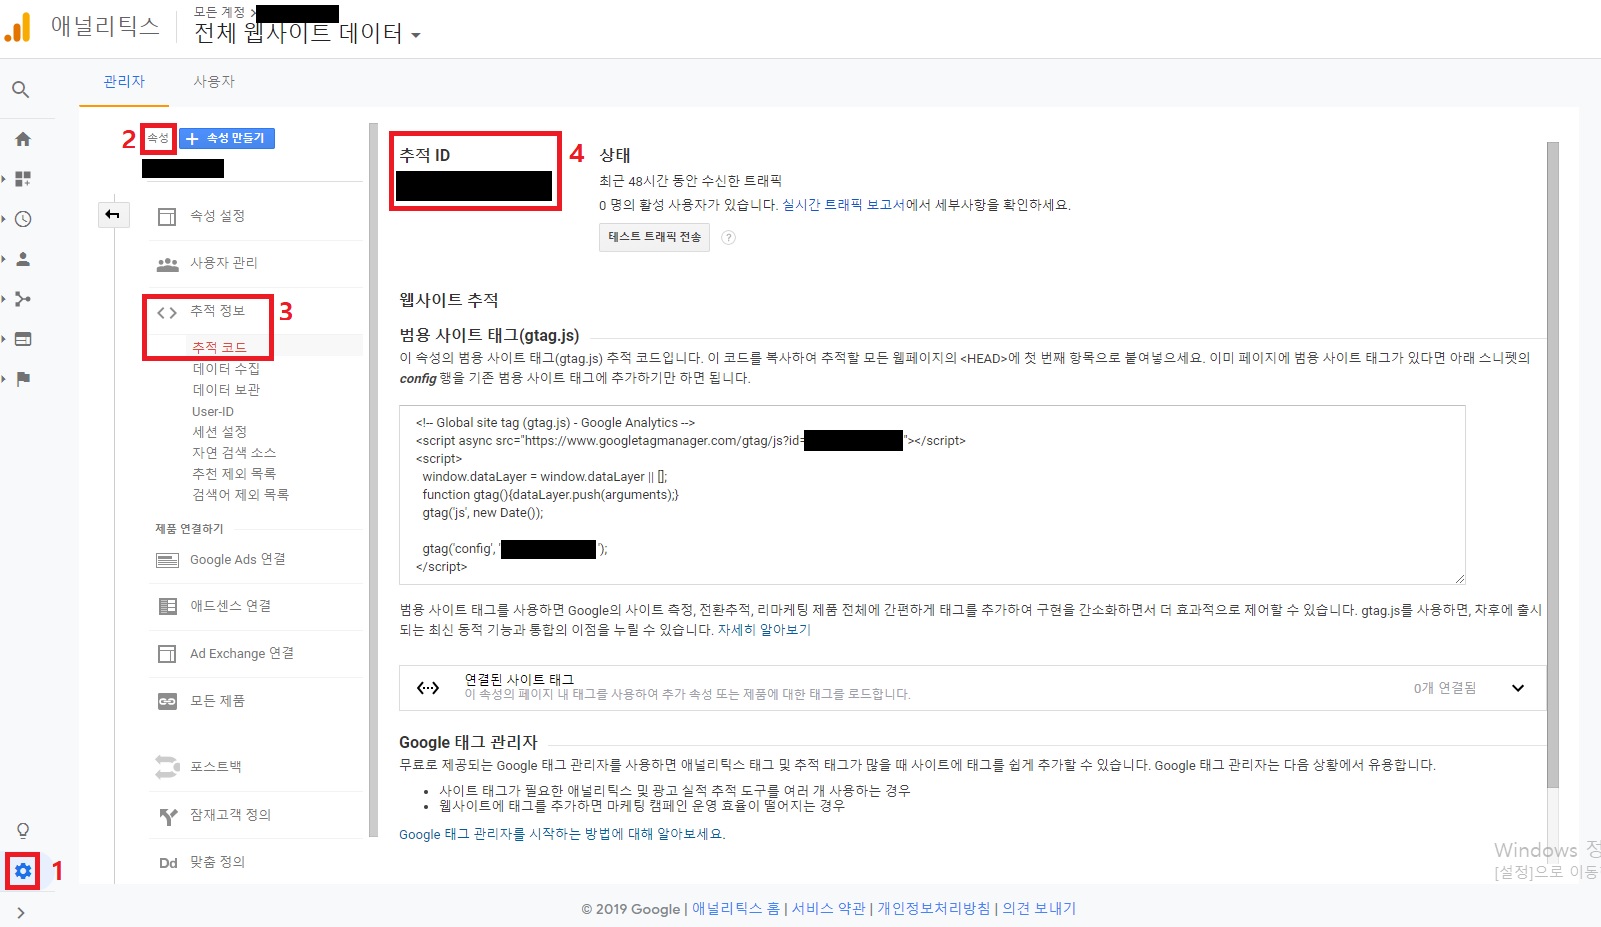 모든 계정 >
애널리틱스
전체 웹사이트 데이터
관리자
사용자
2
속성
+ 속성 만들기
속성 설정
사용자 관리
추적 정보
3
추적 코드
데이터 수집
데이터 보관
User-ID
세션 설정
자연 검색 소스
추천 제외 목록
검색어 제외 목록
제품 연결하기
Google Ads 연결
애드센스 연결
Ad Exchange 연결
모든 제품
포스트백
잠재고객 정의
Dd 맞춤 정의
1
추적 ID
4
상태
최근 48시간 동안 수신한 트래픽
0 명의 활성 사용자가 있습니다. 실시간 트래픽 보고서에서 세부사항을 확인하세요.
테스트 트래픽 전송
?
웹사이트 추적
범용 사이트 태그(gtag.js)
이 속성의 범용 사이트 태그(gtag.js) 추적 코드입니다. 이 코드를 복사하여 추적할 모든 웹페이지의 <HEAD>에 첫 번째 항목으로 붙여넣으세요. 이미 페이지에 범용 사이트 태그가 있다면 아래 스니펫의
config 행을 기존 범용 사이트 태그에 추가하기만 하면 됩니다.
<!-- Global site tag (gtag.js) - Google Analytics -->
<script async src="https://www.googletagmanager.com/gtag/js?id= "></script>
<script>
window.dataLayer = window.dataLayer || [];
function gtag(){dataLayer.push(arguments);}
gtag('js', new Date());
gtag('config', ' ');
</script>
범용 사이트 태그를 사용하면 Google의 사이트 측정, 전환추적, 리마케팅 제품 전체에 간편하게 태그를 추가하여 구현을 간소화하면서 더 효과적으로 제어할 수 있습니다. gtag.js를 사용하면, 차후에 출시
되는 최신 동적 기능과 통합의 이점을 누릴 수 있습니다. 자세히 알아보기
연결된 사이트 태그
이 속성의 페이지 내 태그를 사용하여 추가 속성 또는 제품에 대한 태그를 로드합니다.
0개 연결됨
Google 태그 관리자
무료로 제공되는 Google 태그 관리자를 사용하면 애널리틱스 태그 및 추적 태그가 많을 때 사이트에 태그를 쉽게 추가할 수 있습니다. Google 태그 관리자는 다음 상황에서 유용합니다.
• 사이트 태그가 필요한 애널리틱스 및 광고 실적 추적 도구를 여러 개 사용하는 경우
• 웹사이트에 태그를 추가하면 마케팅 캠페인 운영 효율이 떨어지는 경우
Google 태그 관리자를 시작하는 방법에 대해 알아보세요.
Windows 정
[설정]으로 이동
© 2019 Google | 애널리틱스 홈 | 서비스 약관 | 개인정보처리방침 | 의견 보내기